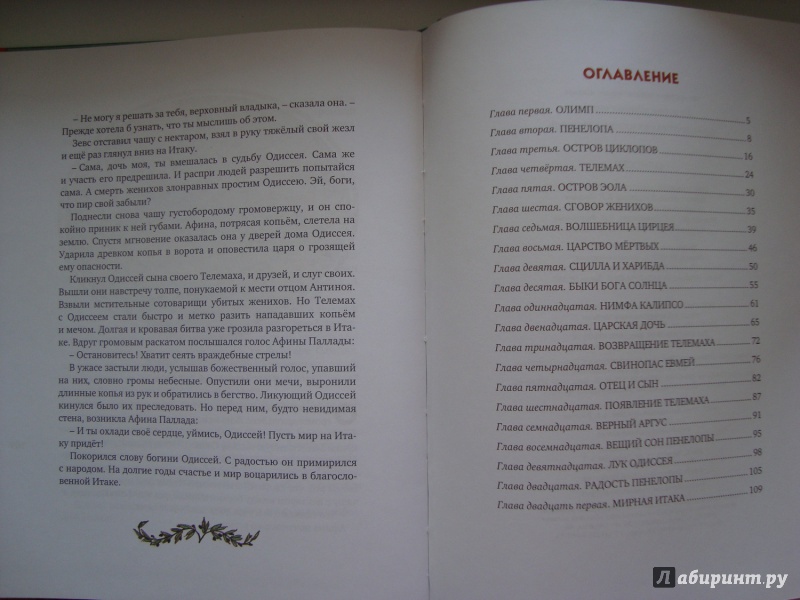 – Не могу я решать за тебя, верховный владыка, – сказала она. –
Прежде хотела б узнать, что ты мыслишь об этом.
Зевс отставил чашу с нектаром, взял в руку тяжёлый свой жезл
и ещё раз глянул вниз на Итаку.
– Сама, дочь моя, ты вмешалась в судьбу Одиссея. Сама же
и участь его предрешила. И распри людей разрешить попытайся
сама. А смерть женихов злонравных простим Одиссею. Эй, боги,
что пир свой забыли?
Поднесли снова чашу густобородому громовержцу, и он спо-
койно приник к ней губами. Афина, потрясая копьём, слетела на
землю. Спустя мгновение оказалась она у дверей дома Одиссея.
Ударила древком копья в ворота и оповестила царя о грозящей
ему опасности.
Кликнул Одиссей сына своего Телемаха, и друзей, и слуг своих.
Вышли они навстречу толпе, понукаемой к мести отцом Антиноя.
Взвыли мстительные сотоварищи убитых женихов. Но Телемах
с Одиссеем стали быстро и метко разить нападавших копьём
и мечом. Долгая и кровавая битва уже грозила разгореться в Ита-
ке. Вдруг громовым раскатом послышался голос Афины Паллады:
– Остановитесь! Хватит сеять враждебные стрелы!
В ужасе застыли люди, услышав божественный голос, упавший
на них, словно громы небесные. Опустили они мечи, выронили
длинные копья из рук и обратились в бегство. Ликующий Одиссей
кинулся было их преследовать. Но перед ним, будто невидимая
стена, возникла Афина Паллада:
– И ты охлади своё сердце, уймись, Одиссей! Пусть мир на Ита-
ку придёт!
Покорился слову богини Одиссей. С радостью он примирился
с народом. На долгие годы счастье и мир воцарились в благосло-
венной Итаке.
ОГЛАВЛЕНИЕ
Глава первая. ОЛИМП 5
Глава вторая. ПЕНЕЛОПА 8
Глава третья. ОСТРОВ ЦИКЛОПОВ 16
Глава четвёртая. ТЕЛЕМАХ 24
Глава пятая. ОСТРОВ ЭОЛА 30
Глава шестая. СГОВОР ЖЕНИХОВ 35
Глава седьмая. ВОЛШЕБНИЦА ЦИРЦЕЯ 39
Глава восьмая. ЦАРСТВО МЁРТВЫХ 46
Глава девятая. СЦИЛЛА И ХАРИБДА 50
Глава десятая. БЫКИ БОГА СОЛНЦА 55
Глава одиннадцатая. НИМФА КАЛИПСО 61
Глава двенадцатая. ЦАРСКАЯ ДОЧЬ 65
Глава тринадцатая. ВОЗВРАЩЕНИЕ ТЕЛЕМАХА 72
Глава четырнадцатая. СВИНОПАС ЕВМЕЙ 76
Глава пятнадцатая. ОТЕЦ И СЫН 82
Глава шестнадцатая. ПОЯВЛЕНИЕ ТЕЛЕМАХА 87
Глава семнадцатая. ВЕРНЫЙ АРГУС 91
Глава восемнадцатая. ВЕЩИЙ СОН ПЕНЕЛОПЫ 95
Глава девятнадцатая. ЛУК ОДИССЕЯ 98
Глава двадцатая. РАДОСТЬ ПЕНЕЛОПЫ 105
Глава двадцать первая. МИРНАЯ ИТАКА 109
Лабиринт.ру